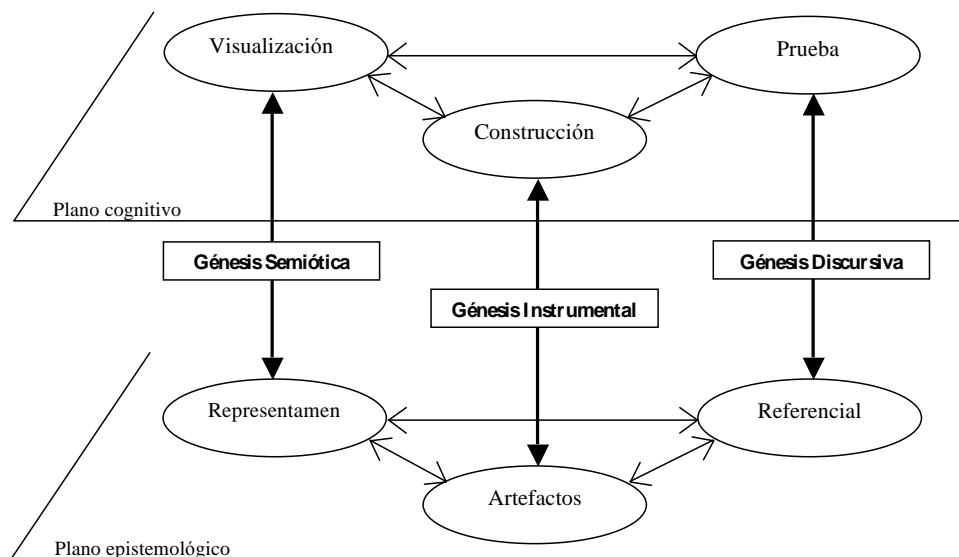 Visualización
Prueba
Construcción
Plano cognitivo
Génesis Semiótica
Génesis Discursiva
Génesis Instrumental
Representamen
Referencial
Artefactos
Plano epistemológico